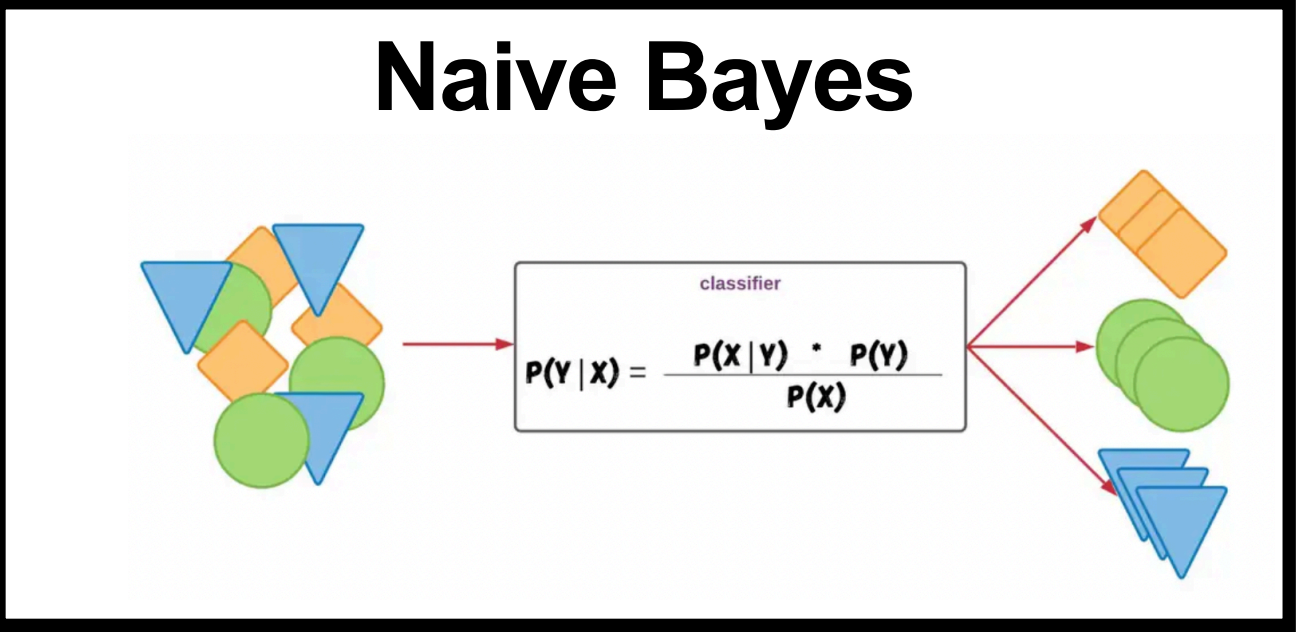 Naive Bayes
classifier
P(Y|X) = P(X|Y) * P(Y)
P(X)